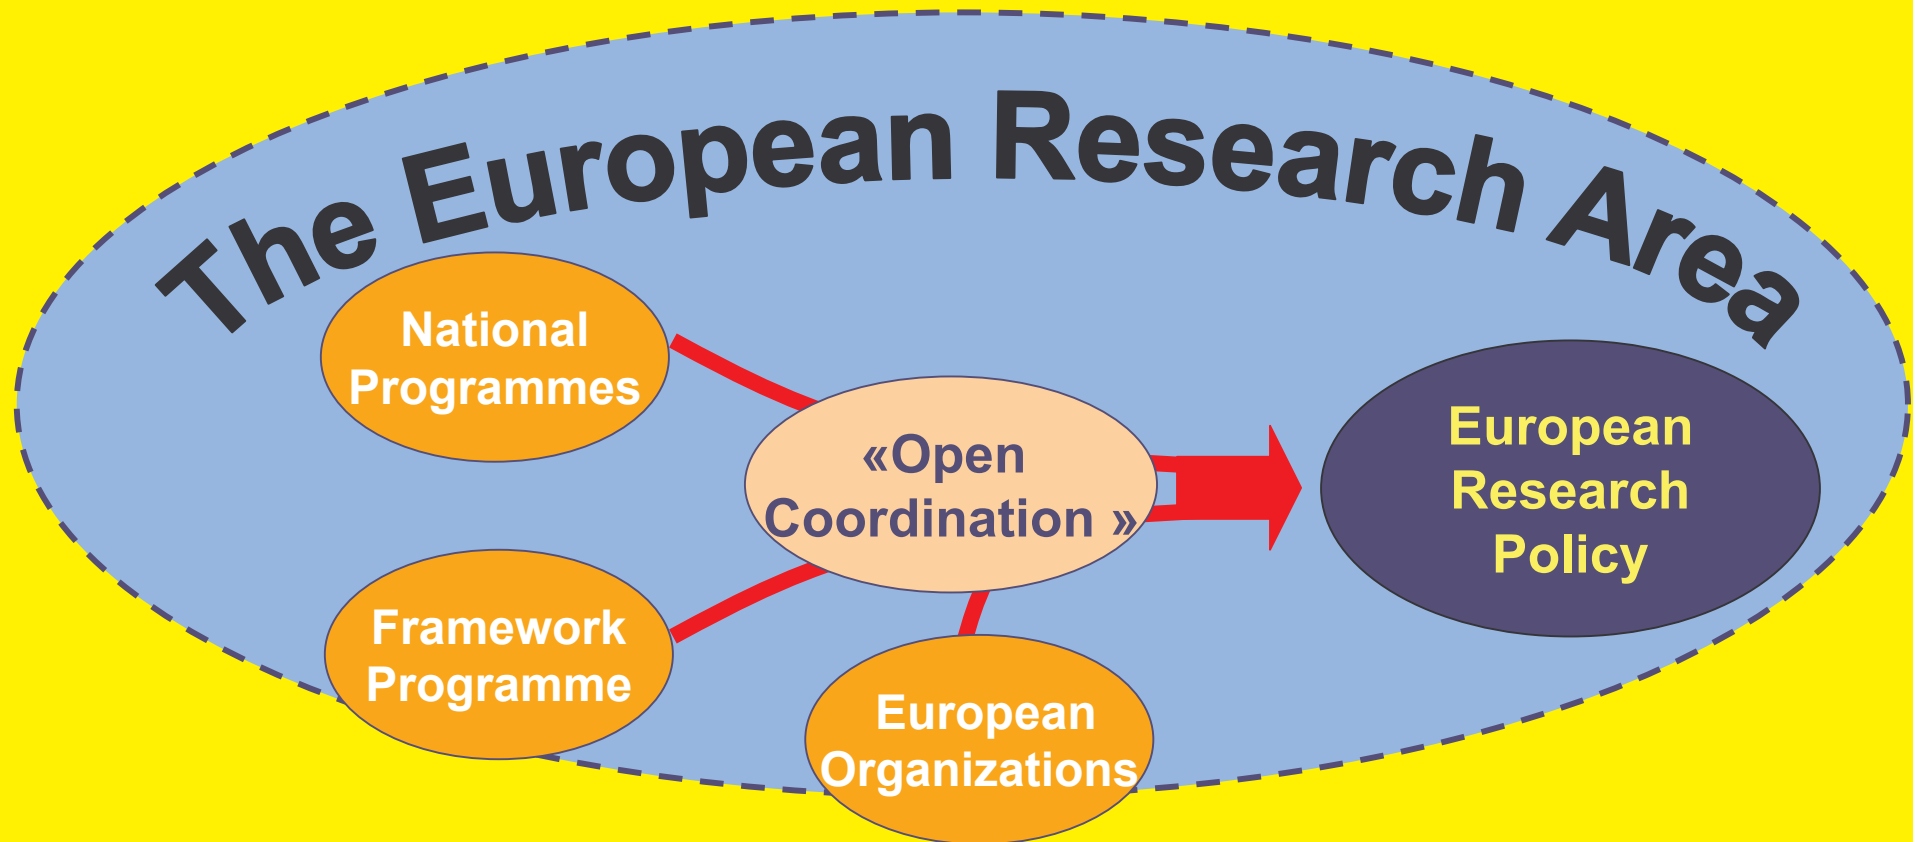 The European Research Area
National
Programmes
«Open
Coordination »
European
Research
Policy
Framework
Programme
European
Organizations